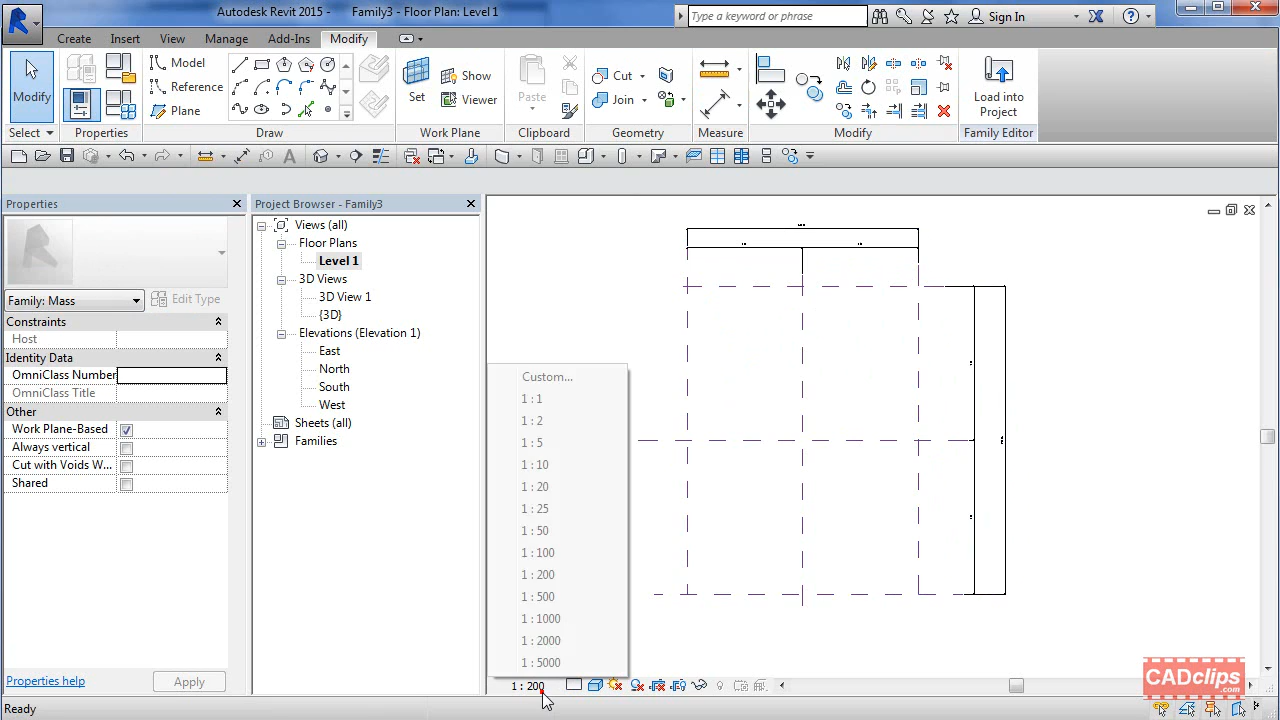 Autodesk Revit 2015 - Family3 - Floor Plan: Level 1
Type a keyword or phrase
Sign In
Create Insert View Manage Add-Ins Modify
Modify
Model
Reference
Plane
Set
Show
Viewer
Paste
Cut
Join
Load into
Project
Select Properties Draw Work Plane Clipboard Geometry Measure Modify Family Editor
Properties
Family: Mass
Edit Type
Constraints
Host
Identity Data
OmniClass Number
OmniClass Title
Other
Work Plane-Based
Always vertical
Cut with Voids W...
Shared
Properties help
Apply
Project Browser - Family3
Views (all)
Floor Plans
Level 1
3D Views
3D View 1
{3D}
Elevations (Elevation 1)
East
North
South
West
Sheets (all)
Families
Custom...
1 : 1
1 : 2
1 : 5
1 : 10
1 : 20
1 : 25
1 : 50
1 : 100
1 : 200
1 : 500
1 : 1000
1 : 2000
1 : 5000
1 : 200
CADclips.com
Ready